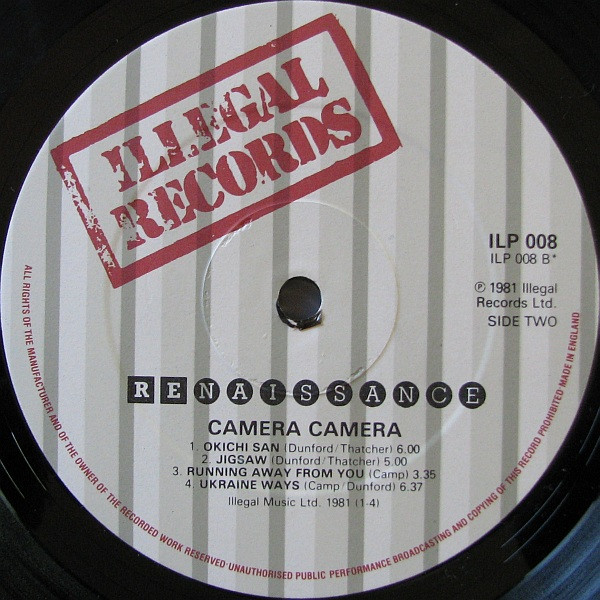 ILLEGAL
RECORDS
ILP 008
ILP 008 B*
℗ 1981 Illegal
Records Ltd.
SIDE TWO
RENAISSANCE
CAMERA CAMERA
1. OKICHI SAN (Dunford/Thatcher) 6.00
2. JIGSAW (Dunford/Thatcher) 5.00
3. RUNNING AWAY FROM YOU (Camp) 3.35
4. UKRAINE WAYS (Camp/Dunford) 6.37
Illegal Music Ltd. 1981 (1-4)
ALL RIGHTS OF THE MANUFACTURER AND OF THE OWNER OF THE RECORDED WORK RESERVED·UNAUTHORISED PUBLIC PERFORMANCE BROADCASTING AND COPYING OF THIS RECORD PROHIBITED MADE IN ENGLAND